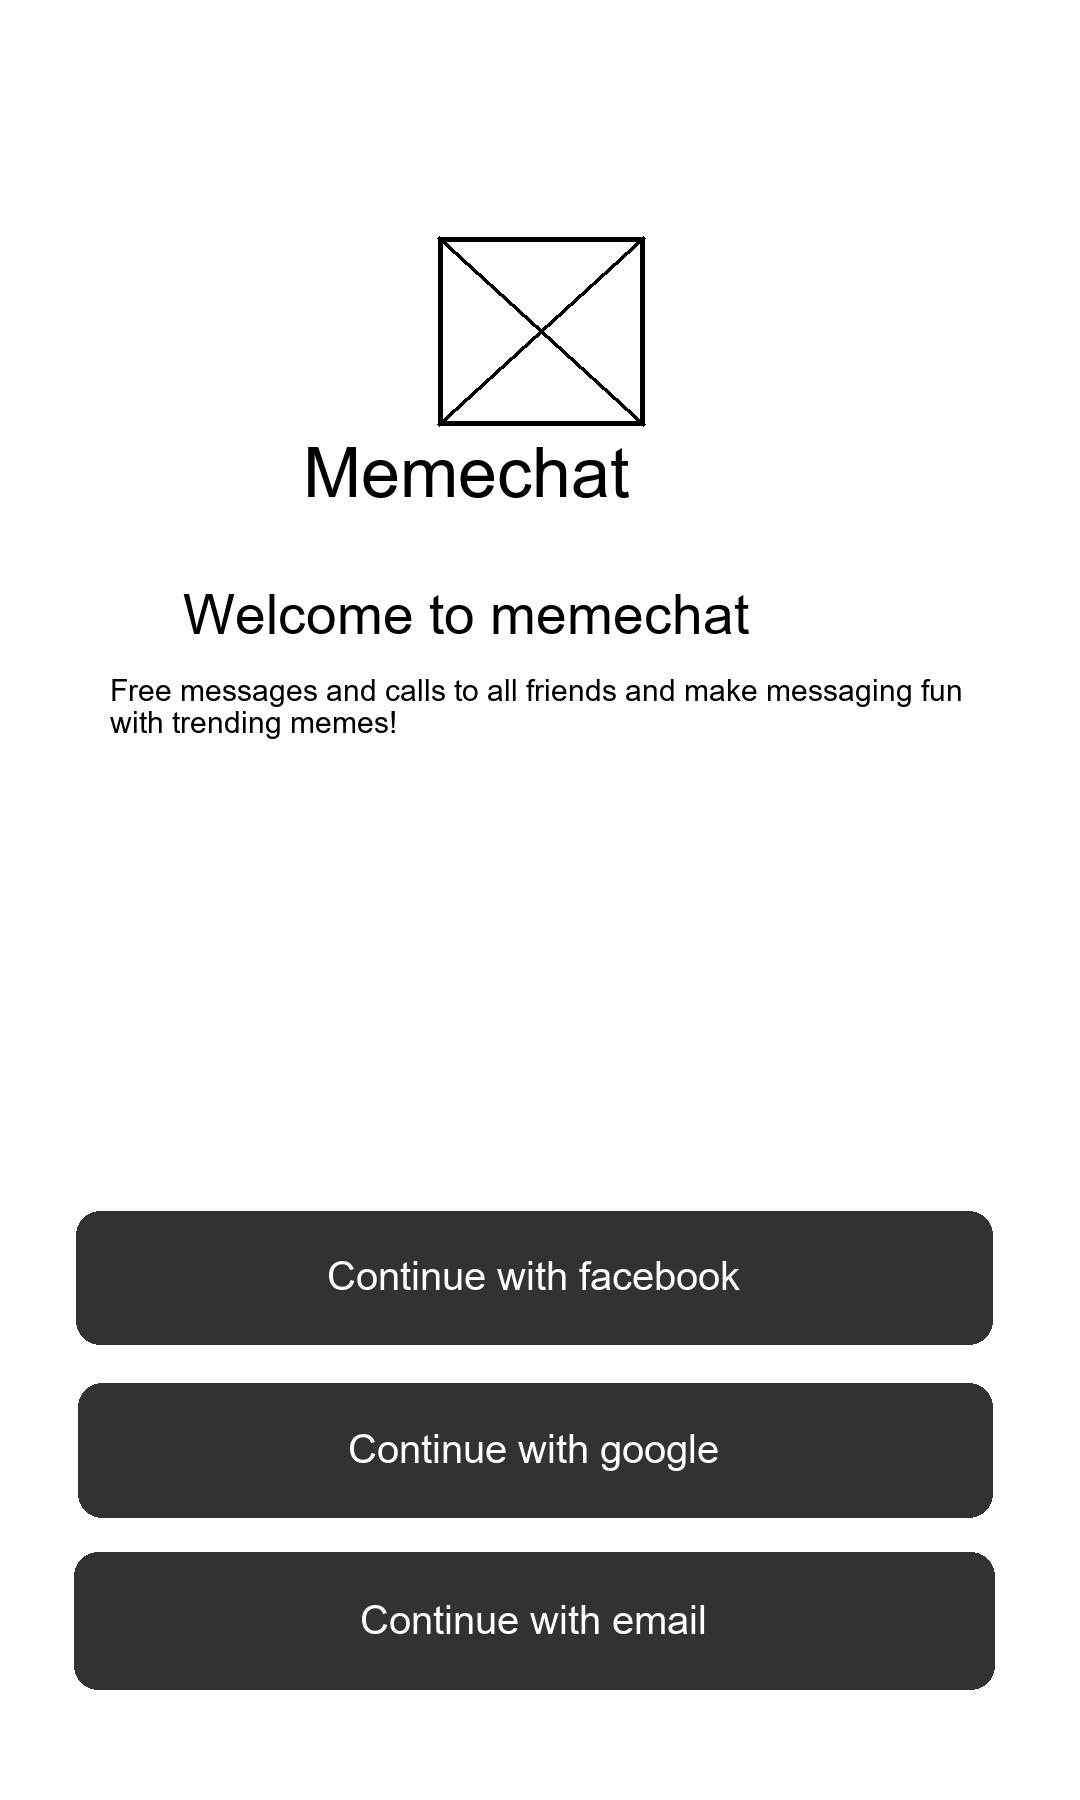 Memechat
Welcome to memechat
Free messages and calls to all friends and make messaging fun
with trending memes!
Continue with facebook
Continue with google
Continue with email